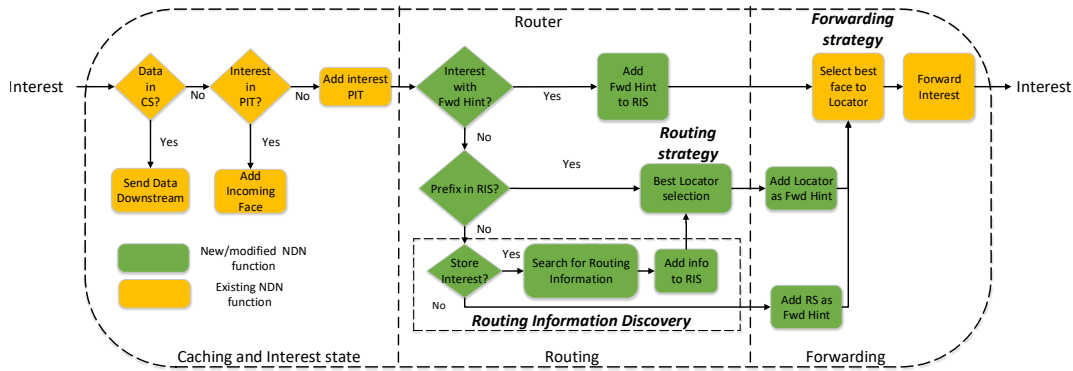 Router
Forwarding
strategy
Interest
Data
in
CS?
No
Interest
in
PIT?
No
Add interest
PIT
Interest
with
Fwd Hint?
Yes
Add
Fwd Hint
to RIS
Select best
face to
Locator
Forward
Interest
Interest
Yes
Yes
No
Routing
strategy
Send Data
Downstream
Add
Incoming
Face
Prefix in RIS?
Yes
Best Locator
selection
Add Locator
as Fwd Hint
No
New/modified NDN
function
Existing NDN
function
Store
Interest?
Yes
Search for Routing
Information
Add info
to RIS
No
Add RS as
Fwd Hint
Routing Information Discovery
Caching and Interest state
Routing
Forwarding